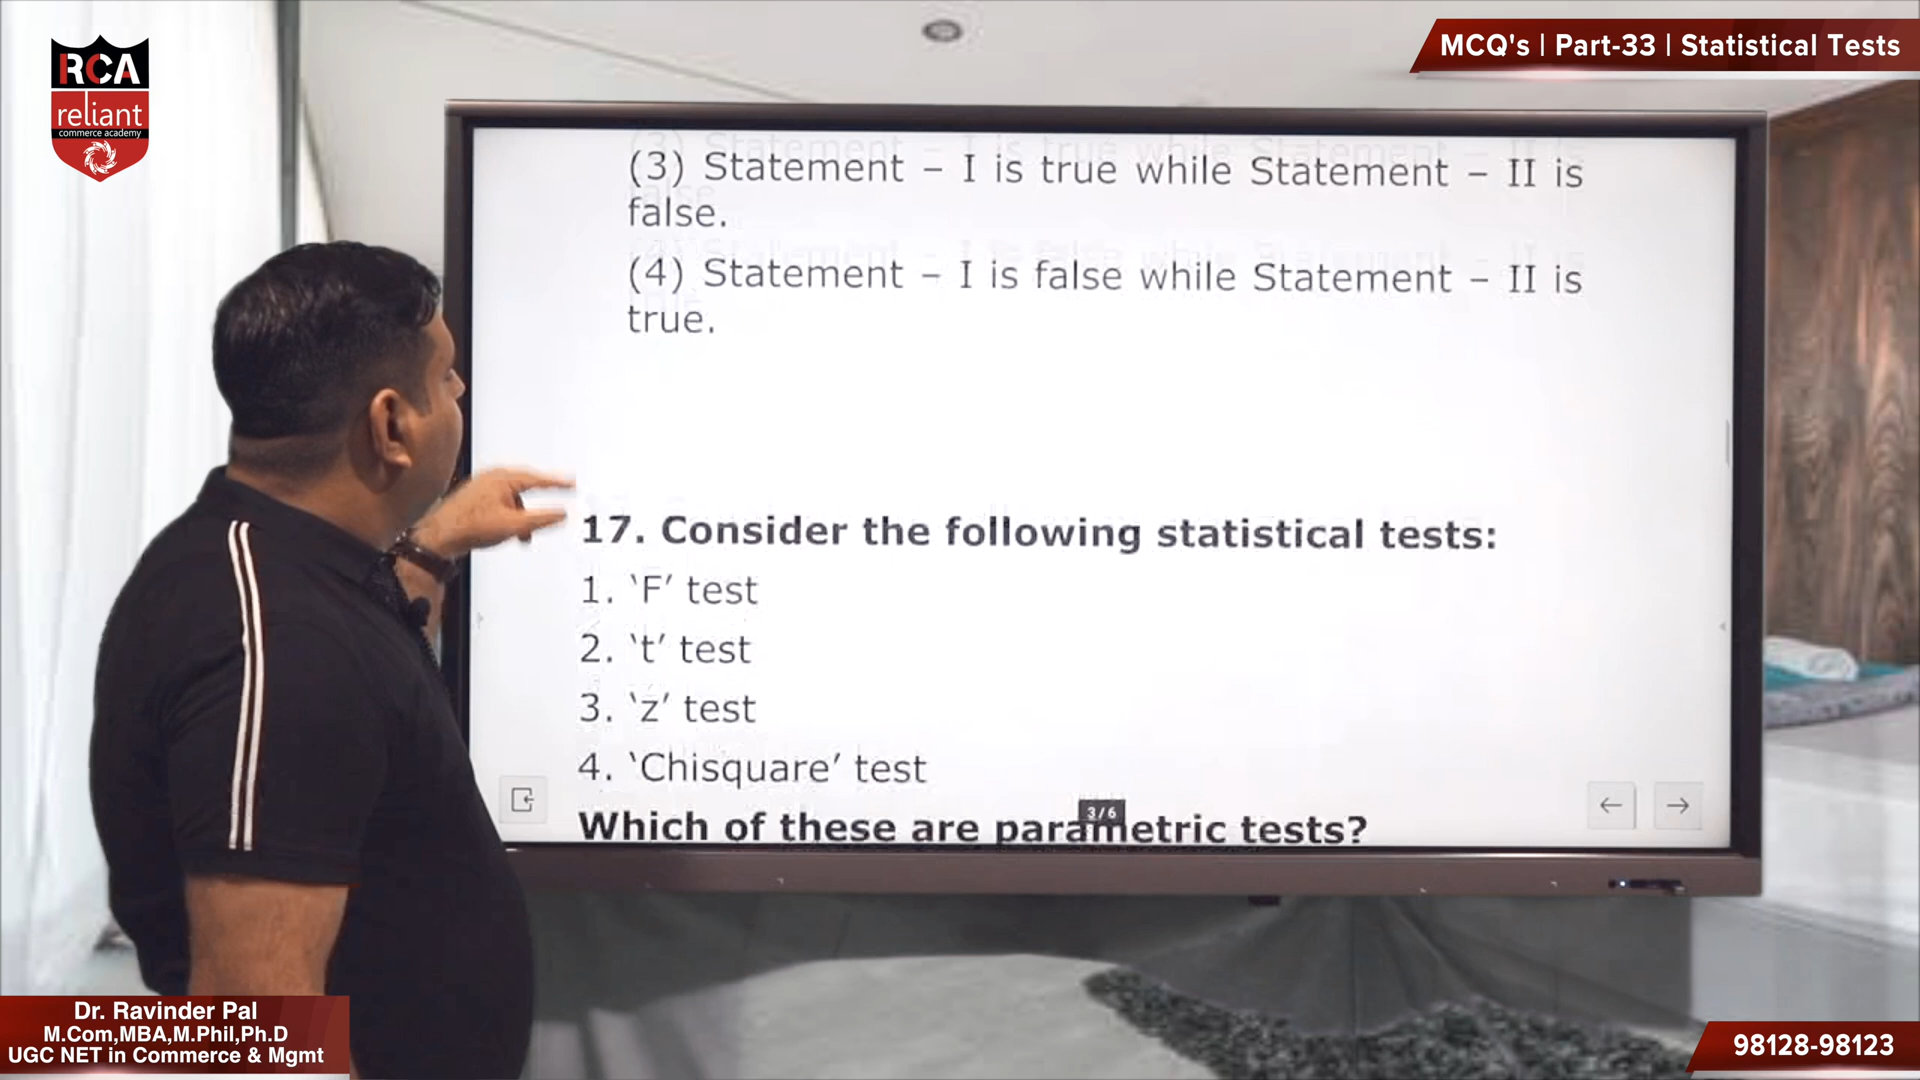 RCA
reliant
commerce academy
MCQ's | Part-33 | Statistical Tests
(3) Statement – I is true while Statement – II is
false.
(4) Statement – I is false while Statement – II is
true.
17. Consider the following statistical tests:
1. ‘F’ test
2. ‘t’ test
3. ‘z’ test
4. ‘Chisquare’ test
3/6
Which of these are parametric tests?
Dr. Ravinder Pal
M.Com,MBA,M.Phil,Ph.D
UGC NET in Commerce & Mgmt
98128-98123